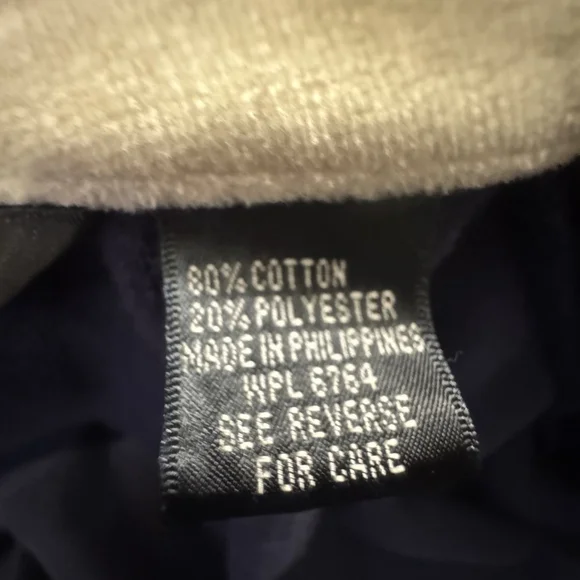 80% COTTON
20% POLYESTER
MADE IN PHILIPPINES
WPL 6764
SEE REVERSE
FOR CARE